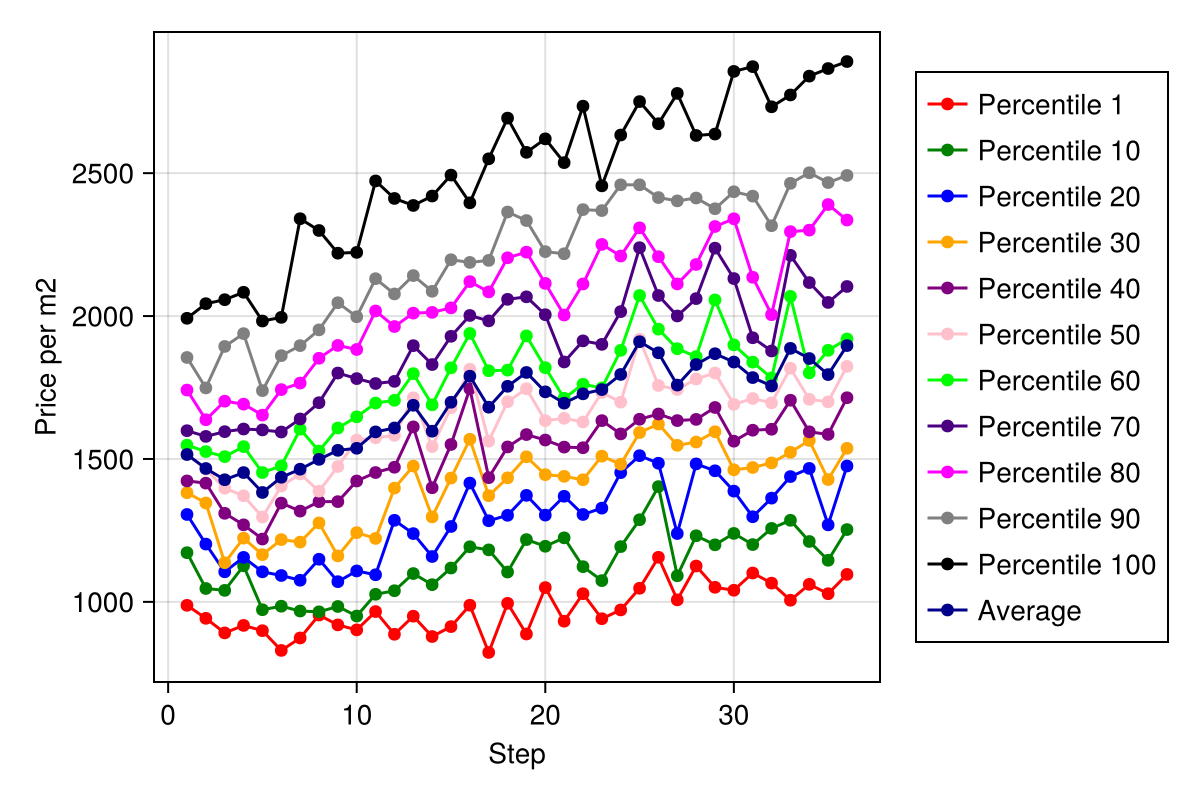 Price per m2
2500
2000
1500
1000
0 10 20 30
Step
Percentile 1
Percentile 10
Percentile 20
Percentile 30
Percentile 40
Percentile 50
Percentile 60
Percentile 70
Percentile 80
Percentile 90
Percentile 100
Average